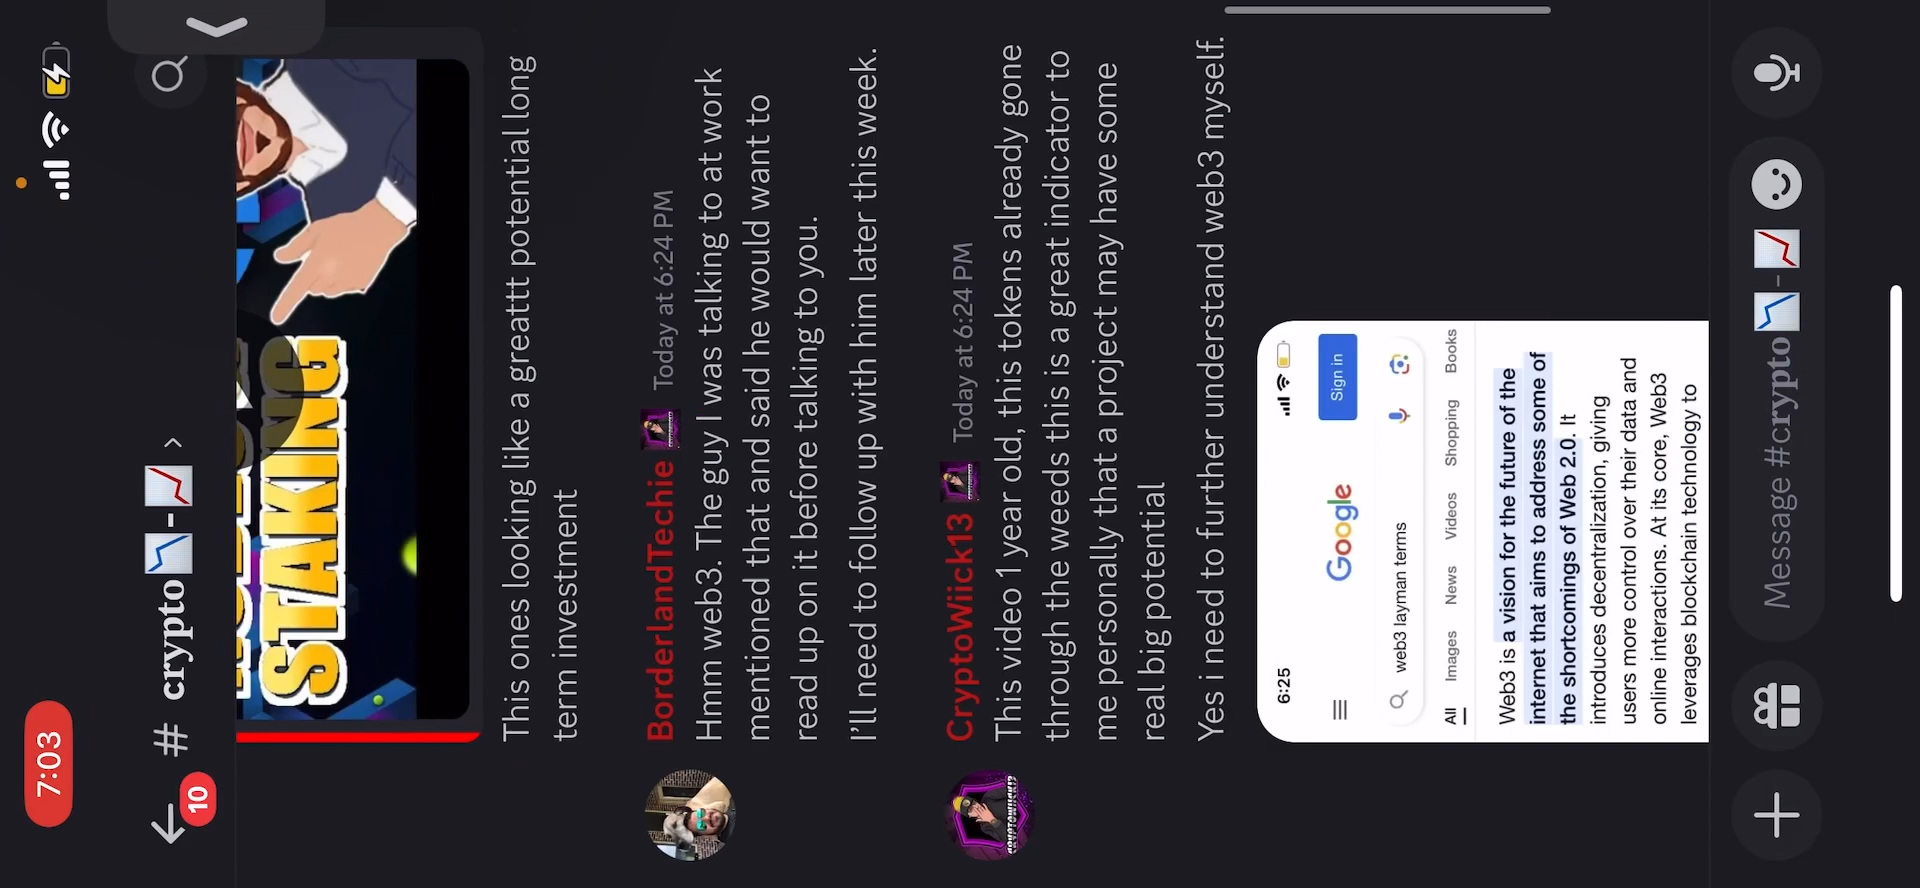 7:03
10
# crypto -
STAKING
This ones looking like a greattt potential long
term investment
BorderlandTechie Today at 6:24 PM
Hmm web3. The guy I was talking to at work
mentioned that and said he would want to
read up on it before talking to you.
I'll need to follow up with him later this week.
CryptoWiick13 Today at 6:24 PM
This video 1 year old, this tokens already gone
through the weeds this is a great indicator to
me personally that a project may have some
real big potential
Yes i need to further understand web3 myself.
6:25
Google
Sign in
web3 layman terms
All Images News Videos Shopping Books
Web3 is a vision for the future of the
internet that aims to address some of
the shortcomings of Web 2.0. It
introduces decentralization, giving
users more control over their data and
online interactions. At its core, Web3
leverages blockchain technology to
Message #crypto -